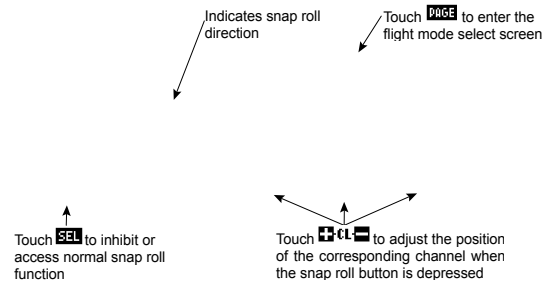 Indicates snap roll
direction
Touch PAGE to enter the
flight mode select screen
Touch SEL to inhibit or
access normal snap roll
function
Touch +CL- to adjust the position
of the corresponding channel when
the snap roll button is depressed